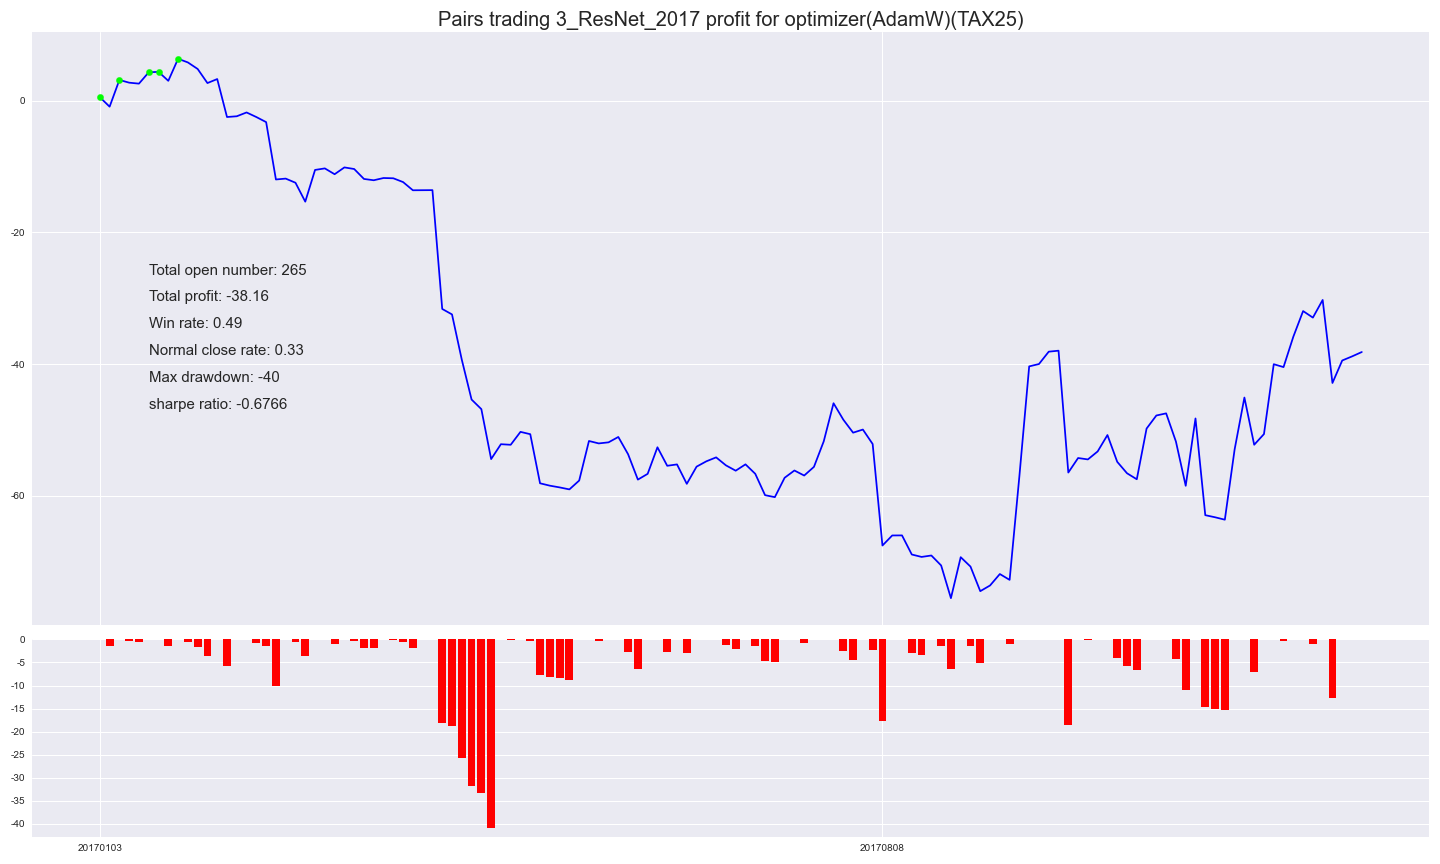 Pairs trading 3_ResNet_2017 profit for optimizer(AdamW)(TAX25)
0
-20
-40
-60
Total open number: 265
Total profit: -38.16
Win rate: 0.49
Normal close rate: 0.33
Max drawdown: -40
sharpe ratio: -0.6766
0
-5
-10
-15
-20
-25
-30
-35
-40
20170103
20170808